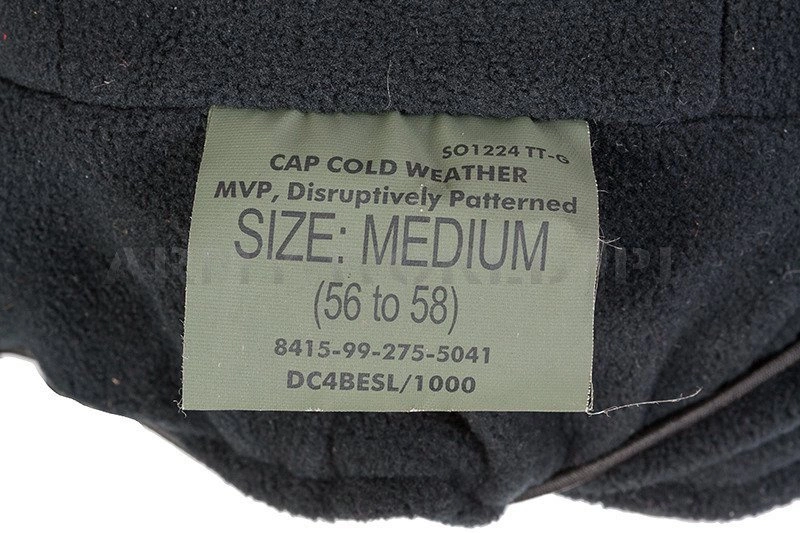 SO1224 TT-G
CAP COLD WEATHER
MVP, Disruptively Patterned
SIZE: MEDIUM
(56 to 58)
8415-99-275-5041
DC4BESL/1000